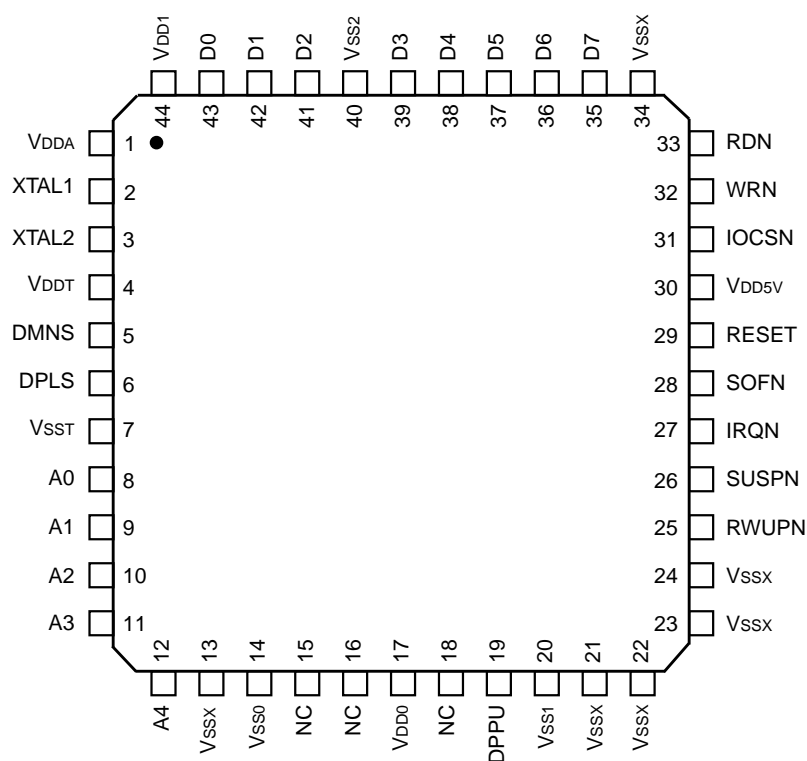 VDD1 D0 D1 D2 VSS2 D3 D4 D5 D6 D7 VSSX
44 43 42 41 40 39 38 37 36 35 34
VDDA 1 33 RDN
XTAL1 2 32 WRN
XTAL2 3 31 IOCSN
VDDT 4 30 VDD5V
DMNS 5 29 RESET
DPLS 6 28 SOFN
VSST 7 27 IRQN
A0 8 26 SUSPN
A1 9 25 RWUPN
A2 10 24 VSSX
A3 11 23 VSSX
12 13 14 15 16 17 18 19 20 21 22
A4 VSSX VSS0 NC NC VDD0 NC DPPU VSS1 VSSX VSSX